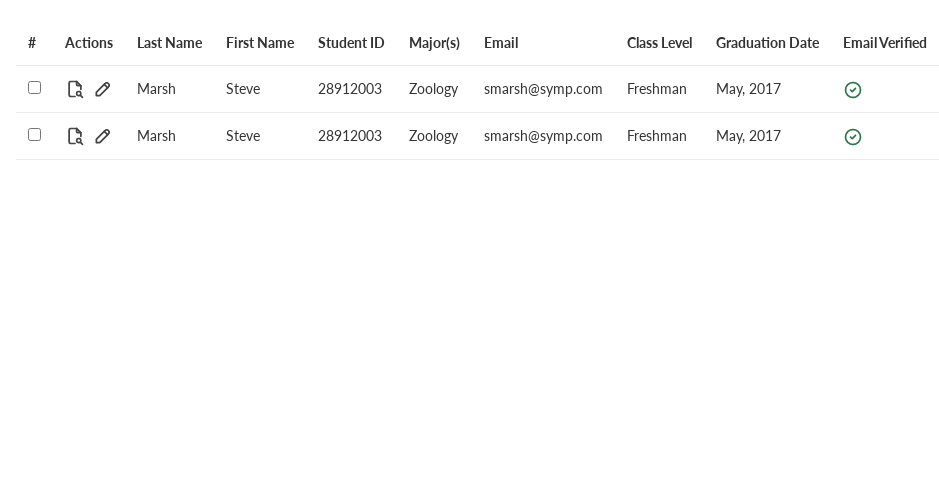 # Actions Last Name First Name Student ID Major(s) Email Class Level Graduation Date Email Verified
Marsh Steve 28912003 Zoology smarsh@symp.com Freshman May, 2017
Marsh Steve 28912003 Zoology smarsh@symp.com Freshman May, 2017